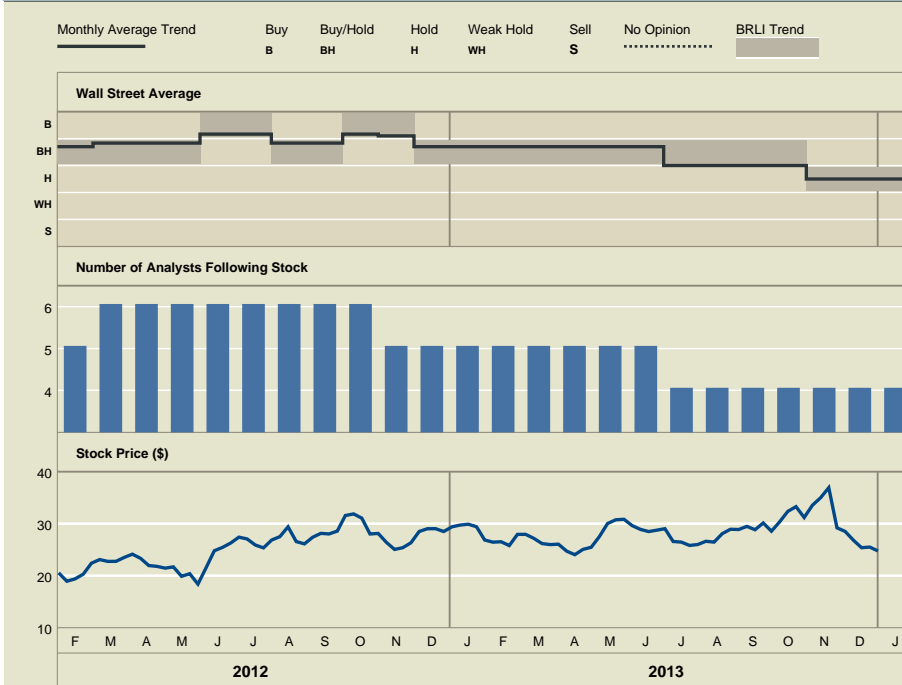 Monthly Average Trend Buy Buy/Hold Hold Weak Hold Sell No Opinion BRLI Trend
B BH H WH S
Wall Street Average
B
BH
H
WH
S
Number of Analysts Following Stock
6
5
4
Stock Price ($)
40
30
20
10
F M A M J J A S O N D J F M A M J J A S O N D J
2012 2013